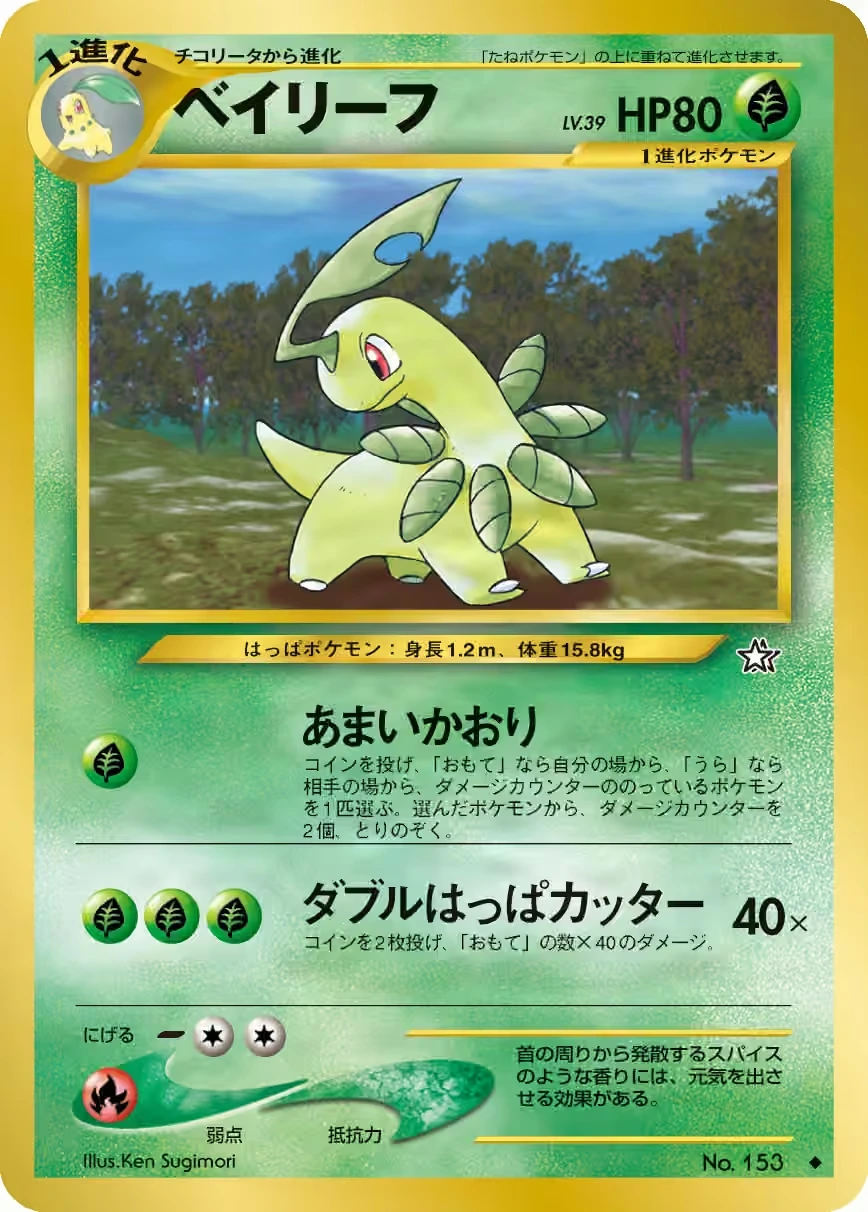 1進化
チコリータから進化
「たねポケモン」の上に重ねて進化させます。
ベイリーフ
LV.39 HP80
1進化ポケモン
はっぱポケモン：身長1.2m、体重15.8kg
あまいかおり
コインを投げ、「おもて」なら自分の場から、「うら」なら
相手の場から、ダメージカウンターののっているポケモン
を1匹選ぶ。選んだポケモンから、ダメージカウンターを
2個、とりのぞく。
ダブルはっぱカッター 40×
コインを2枚投げ、「おもて」の数×40のダメージ。
にげる
首の周りから発散するスパイス
のような香りには、元気を出さ
せる効果がある。
弱点
抵抗力
Illus.Ken Sugimori
No. 153